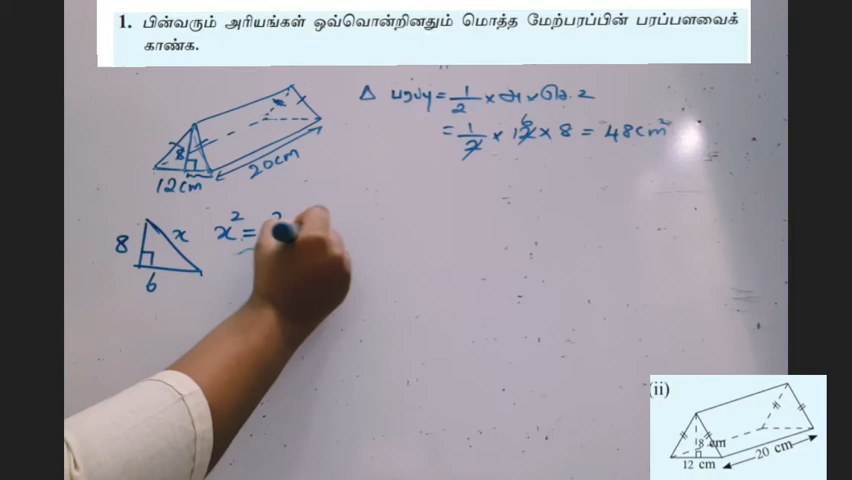 1. பின்வரும் அரியங்கள் ஒவ்வொன்றினதும் மொத்த மேற்பரப்பின் பரப்பளவைக்
காண்க.
△ பரப்பு = 1/2 × அ × செ.உ
= 1/2 × 12 × 8 = 48cm²
6
8
12cm
20cm
8
x
6
x² =
(ii)
8 cm
12 cm
20 cm